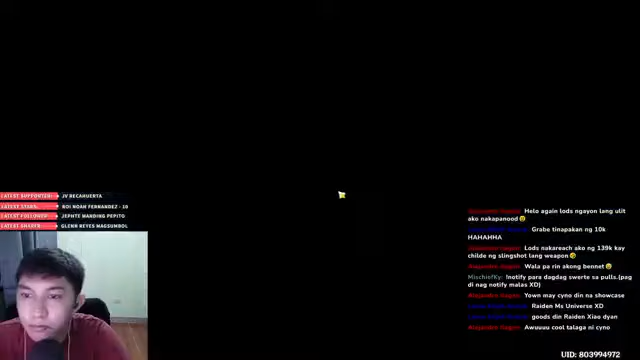 LATEST SUPPORTER: JV RECAHUERTA
LATEST STARS: ROI NOAH FERNANDEZ - 10
LATEST FOLLOWER: JEPHTE MANDING PEPITO
LATEST SHARER: GLENN REYES MAGSUMBOL
Helo again lods ngayon lang ulit
ako nakapanood
Grabe tinapakan ng 10k
HAHAHHA
Lods nakareach ako ng 139k kay
childe ng slingshot lang weapon
Wala pa rin akong bennet
MischiefKy: !notify para dagdag swerte sa pulls.(pag
di nag notify malas XD)
Yown may cyno din na showcase
Raiden Ms Universe XD
goods din Raiden Xiao dyan
Awuuuu cool talaga ni cyne
UID: 803994972